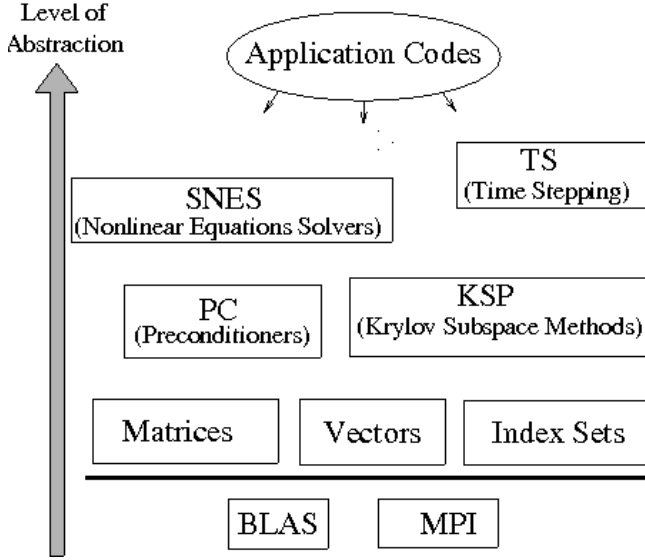 Level of
Abstraction
Application Codes
TS
(Time Stepping)
SNES
(Nonlinear Equations Solvers)
PC
(Preconditioners)
KSP
(Krylov Subspace Methods)
Matrices
Vectors
Index Sets
BLAS
MPI